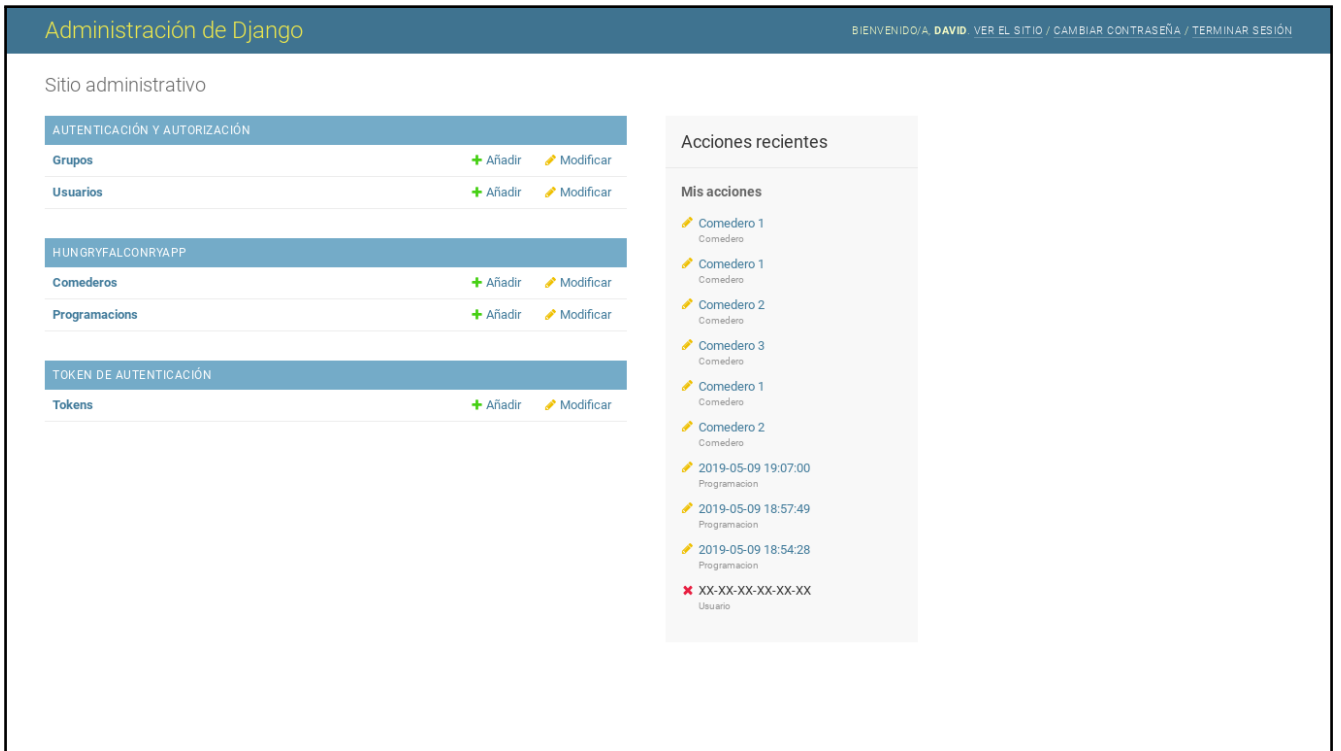 Administración de Django
BIENVENIDO/A, DAVID. VER EL SITIO / CAMBIAR CONTRASEÑA / TERMINAR SESIÓN
Sitio administrativo
AUTENTICACIÓN Y AUTORIZACIÓN
Grupos Añadir Modificar
Usuarios Añadir Modificar
HUNGRYFALCONRYAPP
Comederos Añadir Modificar
Programacions Añadir Modificar
TOKEN DE AUTENTICACIÓN
Tokens Añadir Modificar
Acciones recientes
Mis acciones
Comedero 1
Comedero
Comedero 1
Comedero
Comedero 2
Comedero
Comedero 3
Comedero
Comedero 1
Comedero
Comedero 2
Comedero
2019-05-09 19:07:00
Programacion
2019-05-09 18:57:49
Programacion
2019-05-09 18:54:28
Programacion
XX-XX-XX-XX-XX-XX
Usuario